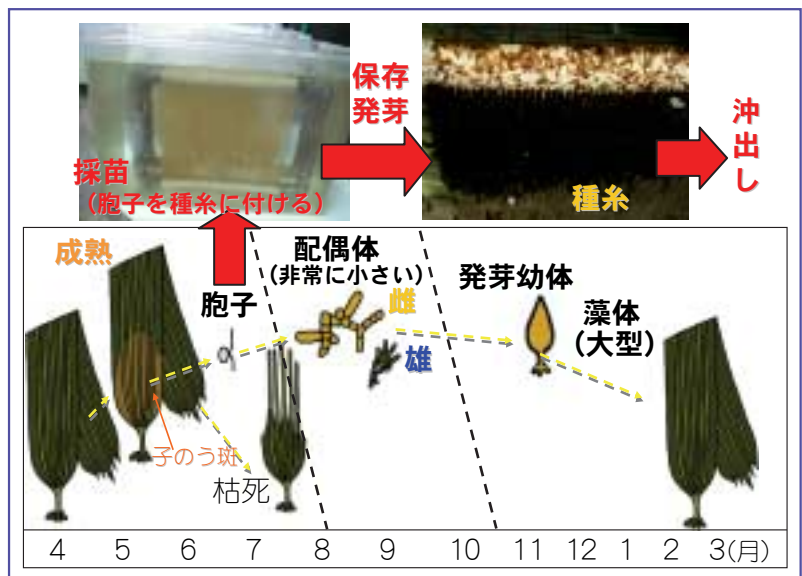 採苗
（胞子を種糸に付ける）
保存
発芽
種糸
沖出し
成熟
胞子
配偶体
（非常に小さい）
雌
雄
発芽幼体
藻体
（大型）
子のう斑
枯死
4 5 6 7 8 9 10 11 12 1 2 3(月)